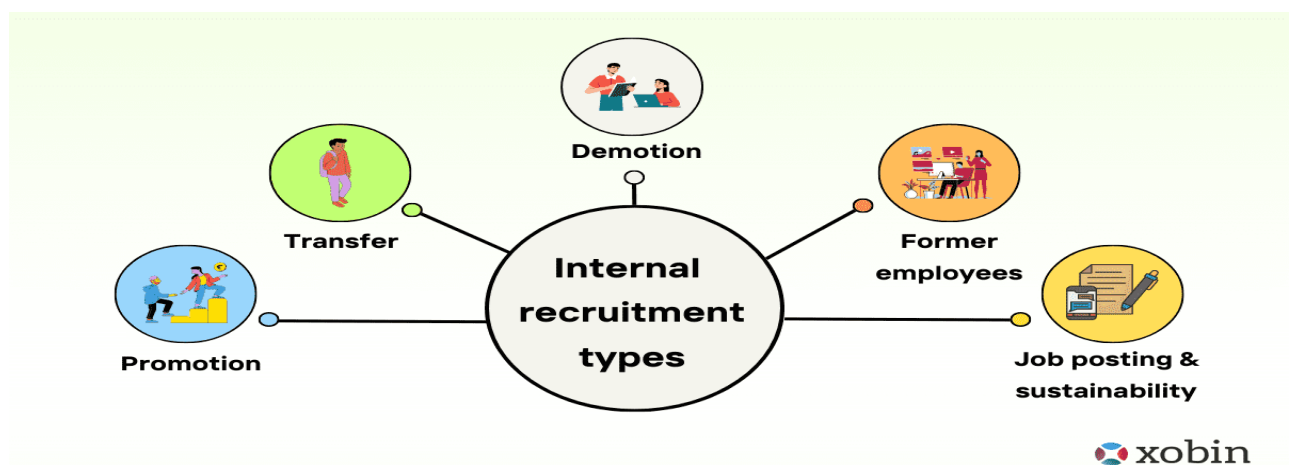 Demotion
Transfer
Former
employees
Internal
recruitment
types
Promotion
Job posting &
sustainability
xobin